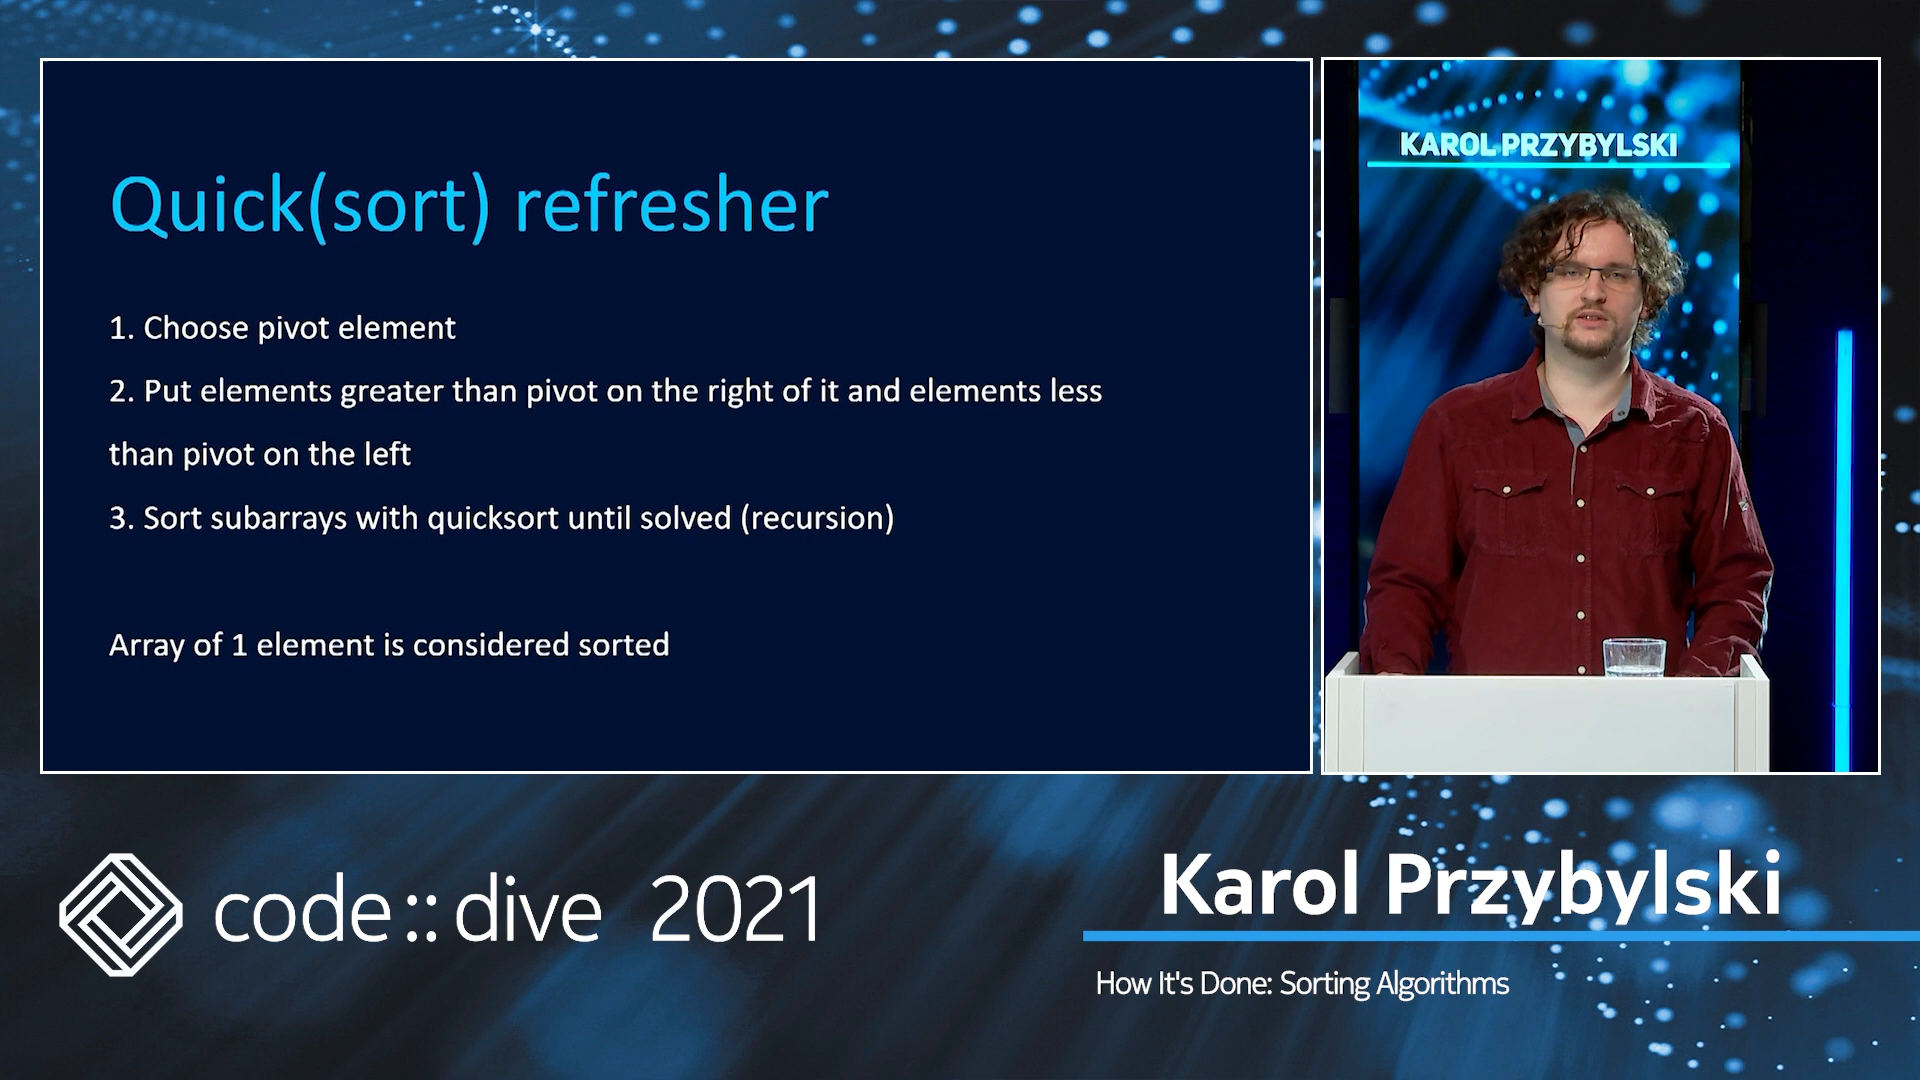 Quick(sort) refresher
1. Choose pivot element
2. Put elements greater than pivot on the right of it and elements less
than pivot on the left
3. Sort subarrays with quicksort until solved (recursion)
Array of 1 element is considered sorted
KAROL PRZYBYLSKI
code::dive 2021
Karol Przybylski
How It's Done: Sorting Algorithms